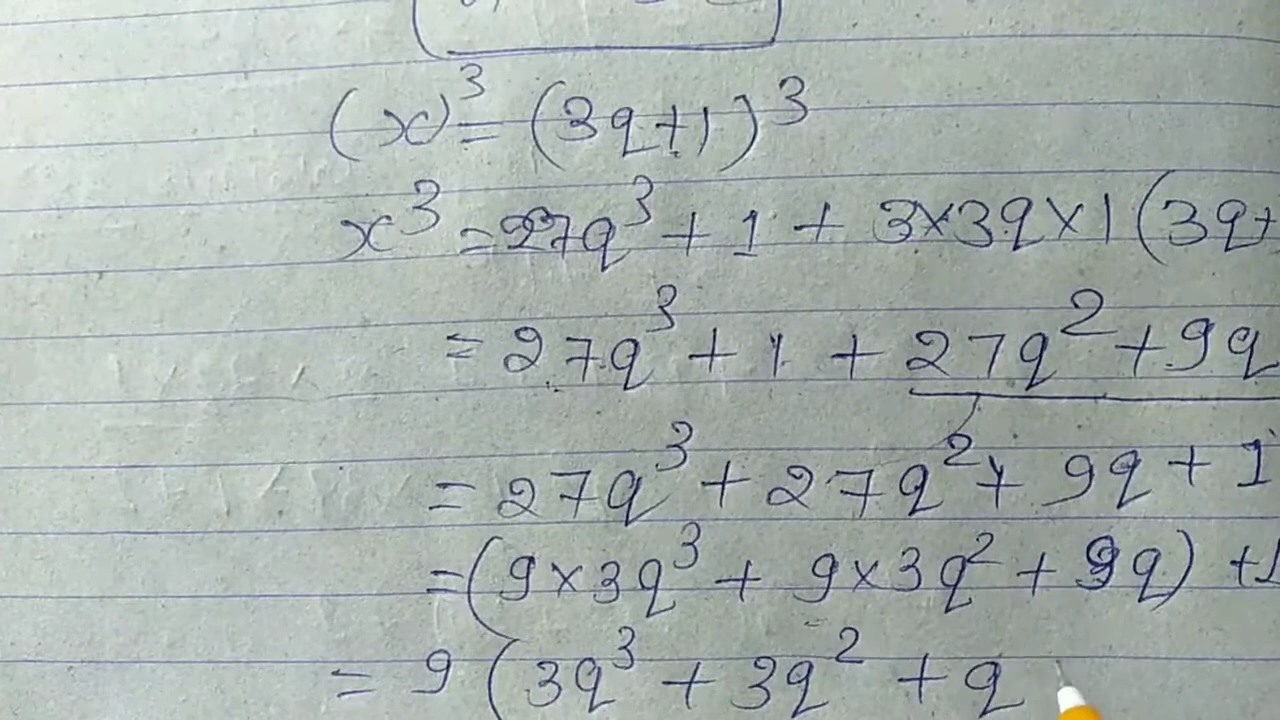 (x)³ = (3q+1)³
x³ = 27q³ + 1 + 3×3q×1(3q+
= 27q³ + 1 + 27q² + 9q
= 27q³ + 27q² + 9q + 1
= (9×3q³ + 9×3q² + 9q) + 1
= 9(3q³ + 3q² + q